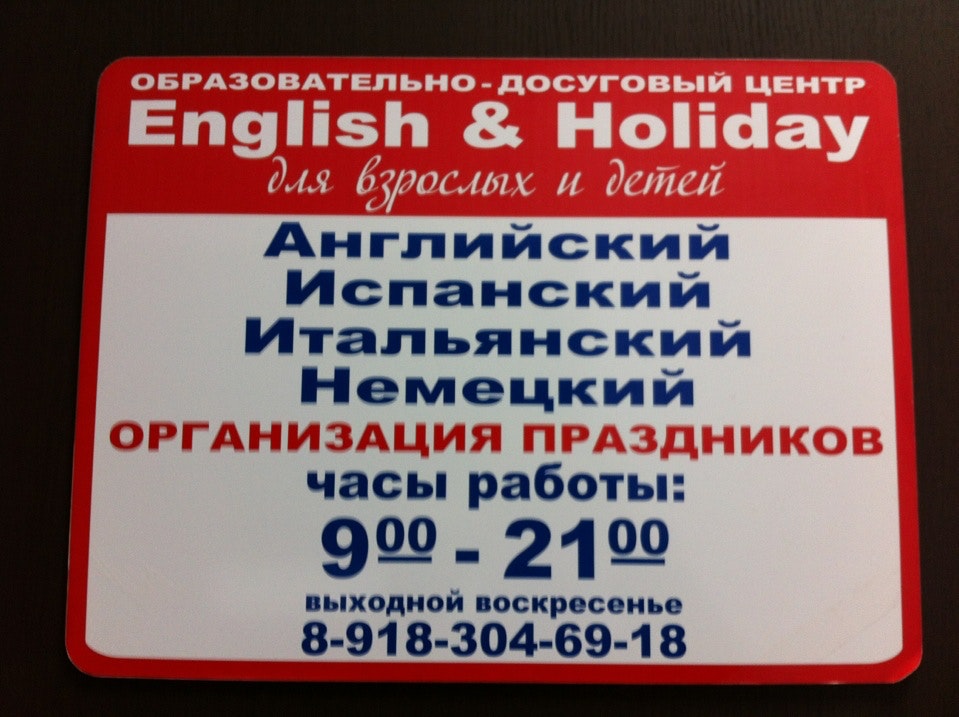 ОБРАЗОВАТЕЛЬНО-ДОСУГОВЫЙ ЦЕНТР
English & Holiday
для взрослых и детей
Английский
Испанский
Итальянский
Немецкий
ОРГАНИЗАЦИЯ ПРАЗДНИКОВ
часы работы:
900 - 2100
выходной воскресенье
8-918-304-69-18